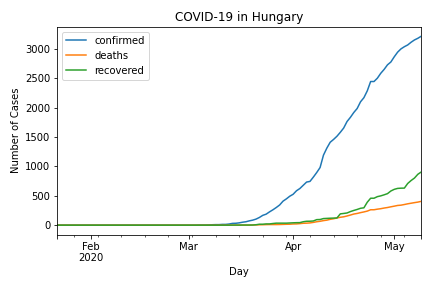 COVID-19 in Hungary
confirmed
deaths
recovered
Number of Cases
3000
2500
2000
1500
1000
500
0
Feb
2020
Mar
Apr
May
Day